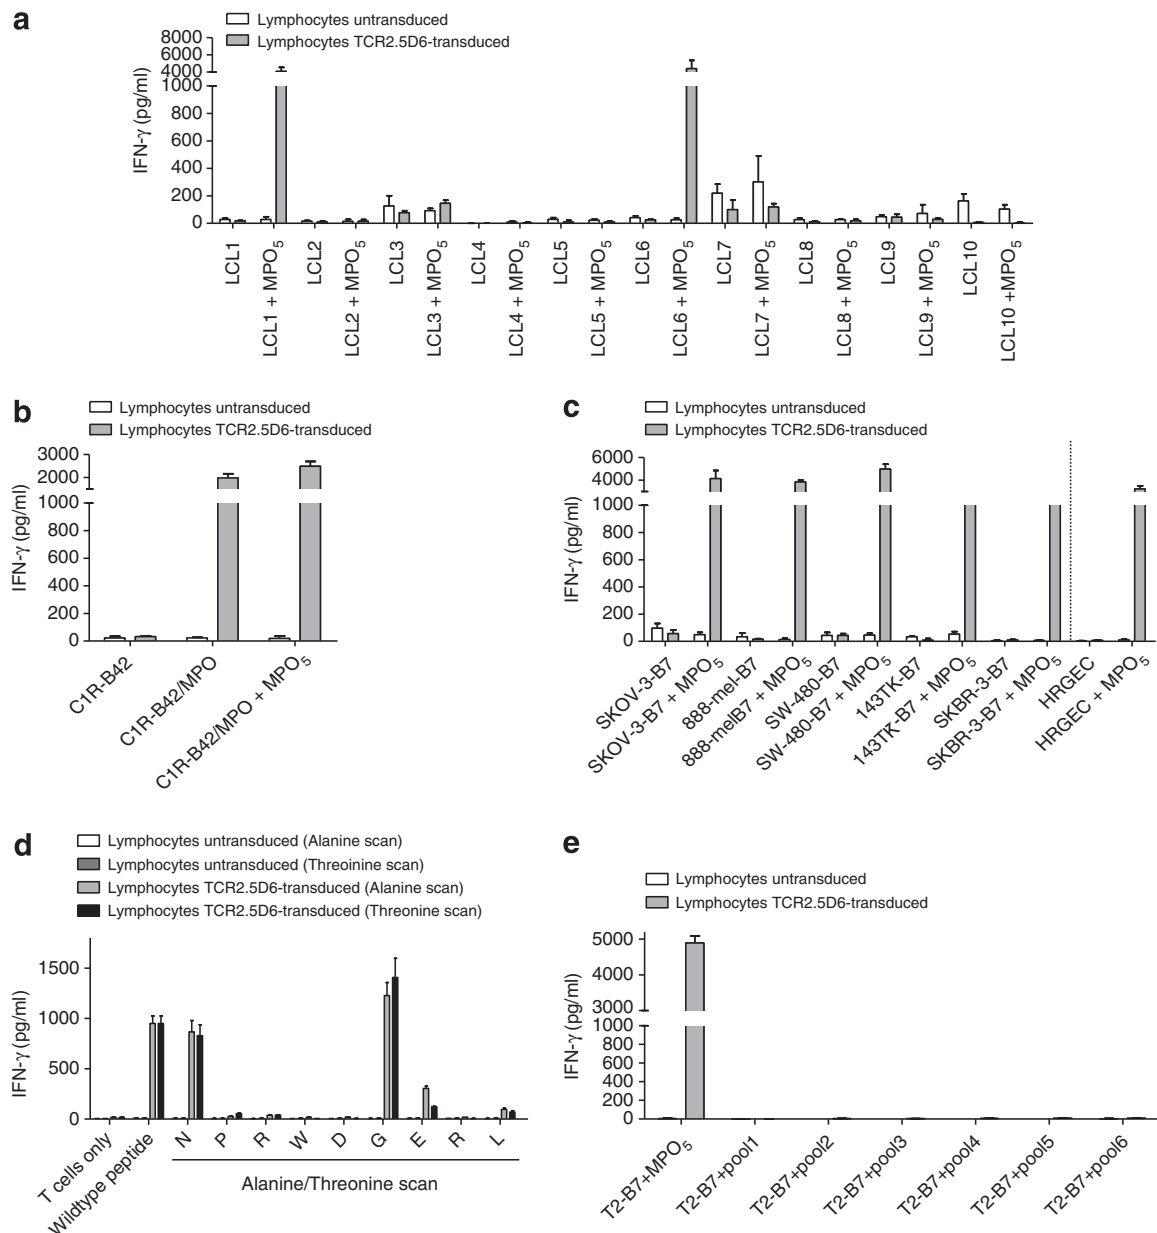 a
Lymphocytes untransduced
Lymphocytes TCR2.5D6-transduced
IFN-γ (pg/ml)
8000
6000
4000
1000
800
600
400
200
0
LCL1
LCL1 + MPO5
LCL2
LCL2 + MPO5
LCL3
LCL3 + MPO5
LCL4
LCL4 + MPO5
LCL5
LCL5 + MPO5
LCL6
LCL6 + MPO5
LCL7
LCL7 + MPO5
LCL8
LCL8 + MPO5
LCL9
LCL9 + MPO5
LCL10
LCL10 +MPO5
b
Lymphocytes untransduced
Lymphocytes TCR2.5D6-transduced
IFN-γ (pg/ml)
3000
2000
1000
800
600
400
200
0
C1R-B42
C1R-B42/MPO
C1R-B42/MPO + MPO5
c
Lymphocytes untransduced
Lymphocytes TCR2.5D6-transduced
IFN-γ (pg/ml)
6000
4000
1000
800
600
400
200
0
SKOV-3-B7
SKOV-3-B7 + MPO5
888-mel-B7
888-melB7 + MPO5
SW-480-B7
SW-480-B7 + MPO5
143TK-B7
143TK-B7 + MPO5
SKBR-3-B7
SKBR-3-B7 + MPO5
HRGEC
HRGEC + MPO5
d
Lymphocytes untransduced (Alanine scan)
Lymphocytes untransduced (Threoinine scan)
Lymphocytes TCR2.5D6-transduced (Alanine scan)
Lymphocytes TCR2.5D6-transduced (Threonine scan)
IFN-γ (pg/ml)
1500
1000
500
0
T cells only
Wildtype peptide
N
P
R
W
D
G
E
R
L
Alanine/Threonine scan
e
Lymphocytes untransduced
Lymphocytes TCR2.5D6-transduced
IFN-γ (pg/ml)
5000
4000
3000
1000
800
600
400
200
0
T2-B7+MPO5
T2-B7+pool1
T2-B7+pool2
T2-B7+pool3
T2-B7+pool4
T2-B7+pool5
T2-B7+pool6